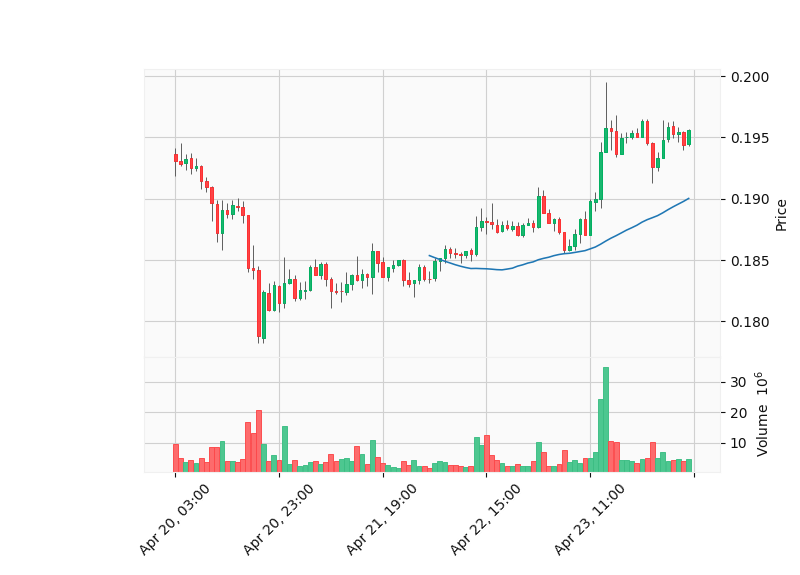 0.200
0.195
0.190
0.185
0.180
Price
30
20
10
Volume 10^6
Apr 20, 03:00
Apr 20, 23:00
Apr 21, 19:00
Apr 22, 15:00
Apr 23, 11:00